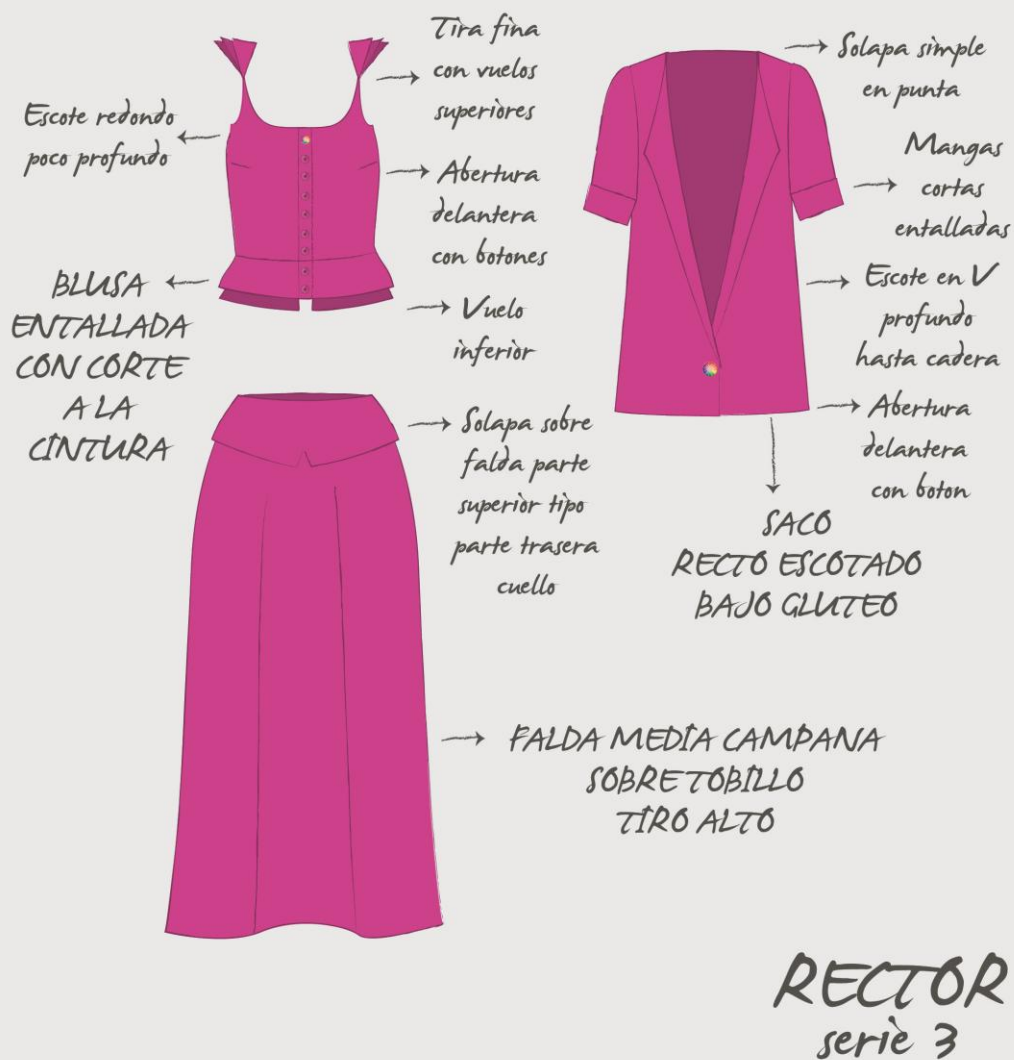 Tira fina
con vuelos
superiores
Escote redondo
poco profundo
Abertura
delantera
con botones
BLUSA
ENTALLADA
CON CORTE
A LA
CINTURA
Vuelo
inferior
Solapa simple
en punta
Mangas
cortas
entalladas
Escote en V
profundo
hasta cadera
Abertura
delantera
con boton
SACO
RECTO ESCOTADO
BAJO GLUTEO
Solapa sobre
falda parte
superior tipo
parte trasera
cuello
FALDA MEDIA CAMPANA
SOBRE TOBILLO
TIRO ALTO
RECTOR
serie 3